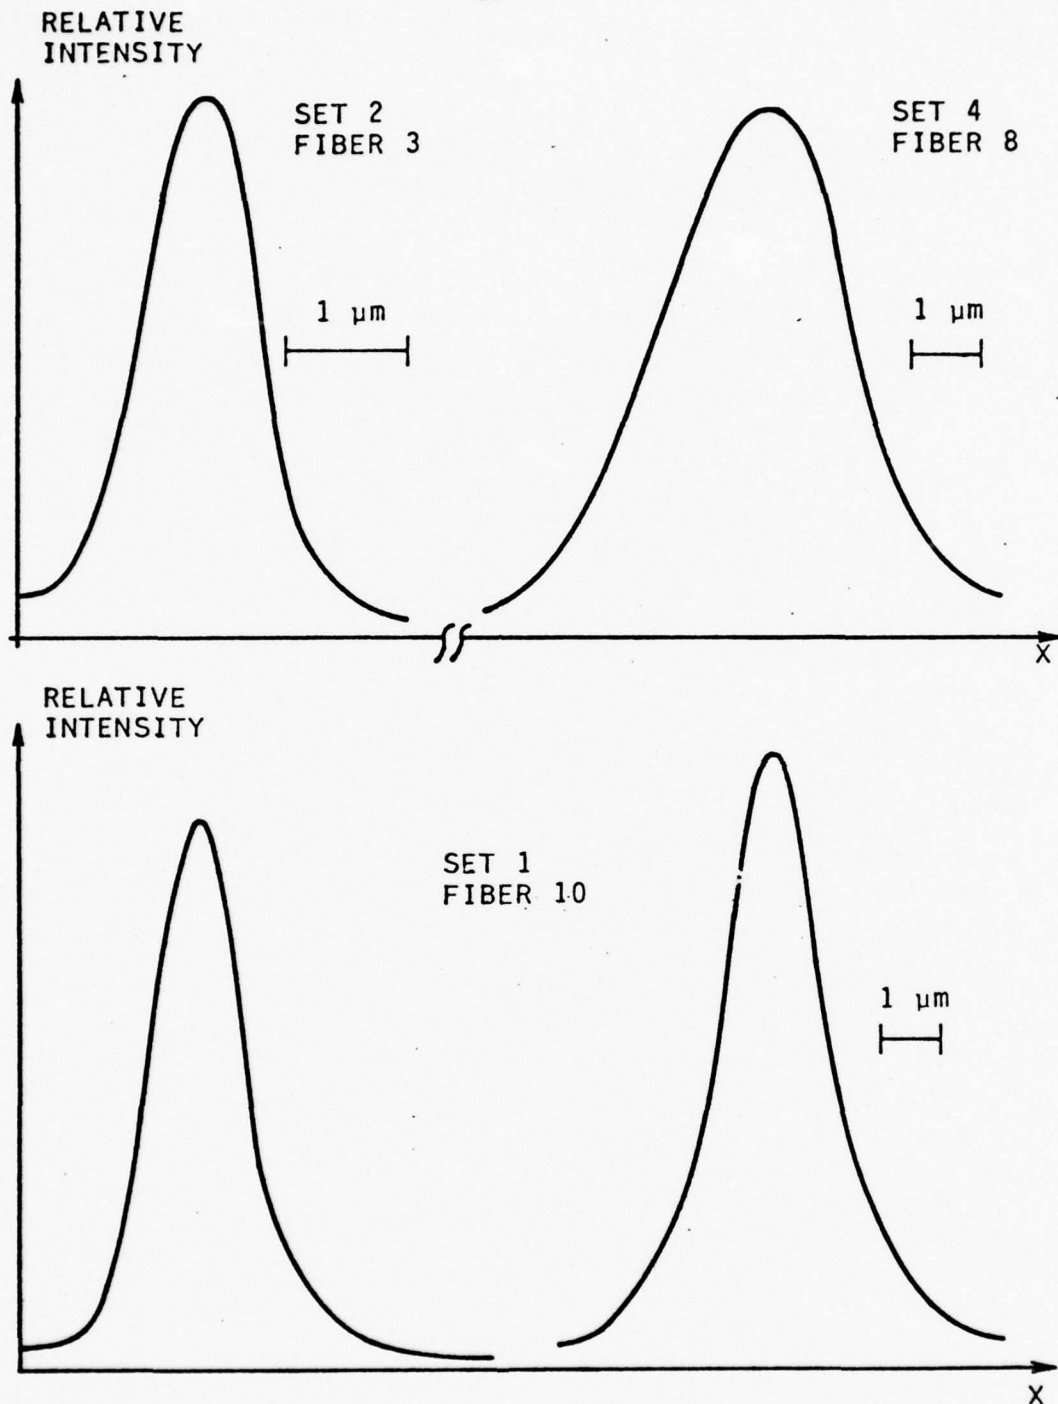 RELATIVE
INTENSITY
SET 2
FIBER 3
SET 4
FIBER 8
1 µm
1 µm
X
RELATIVE
INTENSITY
SET 1
FIBER 10
1 µm
X